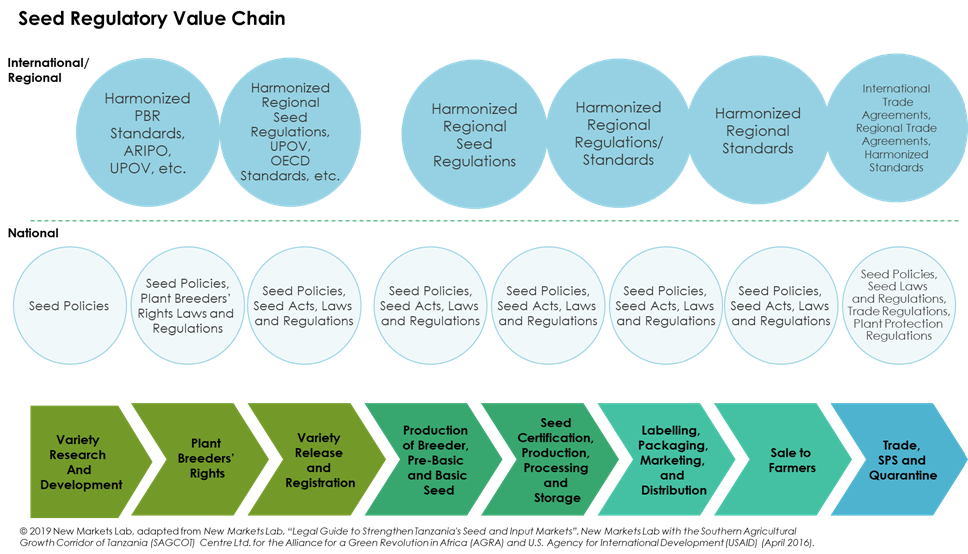 Seed Regulatory Value Chain
International/
Regional
Harmonized
PBR
Standards,
ARIPO,
UPOV, etc.
Harmonized
Regional
Seed
Regulations,
UPOV,
OECD
Standards, etc.
Harmonized
Regional
Seed
Regulations
Harmonized
Regional
Regulations/
Standards
Harmonized
Regional
Standards
International
Trade
Agreements,
Regional Trade
Agreements,
Harmonized
Standards
National
Seed Policies
Seed Policies,
Plant Breeders'
Rights Laws and
Regulations
Seed Policies,
Seed Acts, Laws
and Regulations
Seed Policies,
Seed Acts, Laws
and Regulations
Seed Policies,
Seed Acts, Laws
and Regulations
Seed Policies,
Seed Acts, Laws
and Regulations
Seed Policies,
Seed Acts, Laws
and Regulations
Seed Policies,
Seed Laws
and Regulations,
Trade Regulations,
Plant Protection
Regulations
Variety
Research
And
Development
Plant
Breeders'
Rights
Variety
Release
and
Registration
Production
of Breeder,
Pre-Basic
and Basic
Seed
Seed
Certification,
Production,
Processing
and
Storage
Labelling,
Packaging,
Marketing,
and
Distribution
Sale to
Farmers
Trade,
SPS and
Quarantine
© 2019 New Markets Lab, adapted from New Markets Lab, "Legal Guide to Strengthen Tanzania's Seed and Input Markets", New Markets Lab with the Southern Agricultural
Growth Corridor of Tanzania (SAGCOT) Centre Ltd. for the Alliance for a Green Revolution in Africa (AGRA) and U.S. Agency for International Development (USAID) (April 2016).